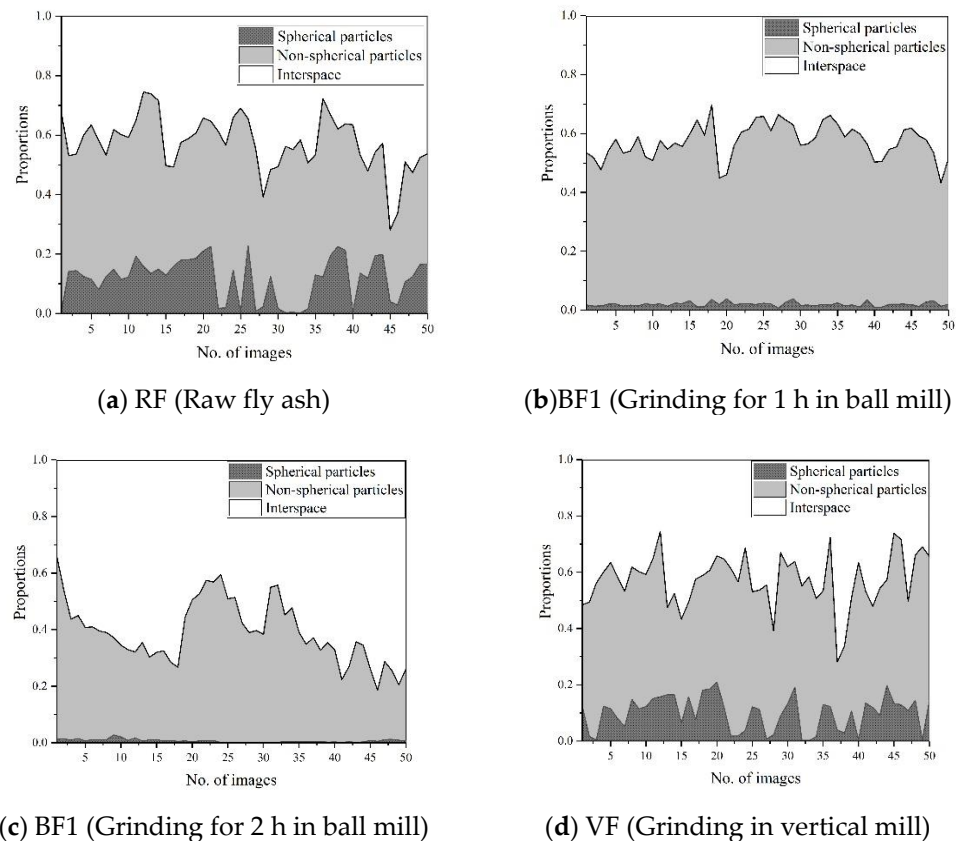 1.0
0.8
0.6
0.4
0.2
0.0
Proportions
Spherical particles
Non-spherical particles
Interspace
5 10 15 20 25 30 35 40 45 50
No. of images
(a) RF (Raw fly ash)
1.0
0.8
0.6
0.4
0.2
0.0
Proportions
Spherical particles
Non-spherical particles
Interspace
5 10 15 20 25 30 35 40 45 50
No. of images
(b)BF1 (Grinding for 1 h in ball mill)
1.0
0.8
0.6
0.4
0.2
0.0
Proportions
Spherical particles
Non-spherical particles
Interspace
5 10 15 20 25 30 35 40 45 50
No. of images
(c) BF1 (Grinding for 2 h in ball mill)
1.0
0.8
0.6
0.4
0.2
0.0
Proportions
Spherical particles
Non-spherical particles
Interspace
5 10 15 20 25 30 35 40 45 50
No. of images
(d) VF (Grinding in vertical mill)